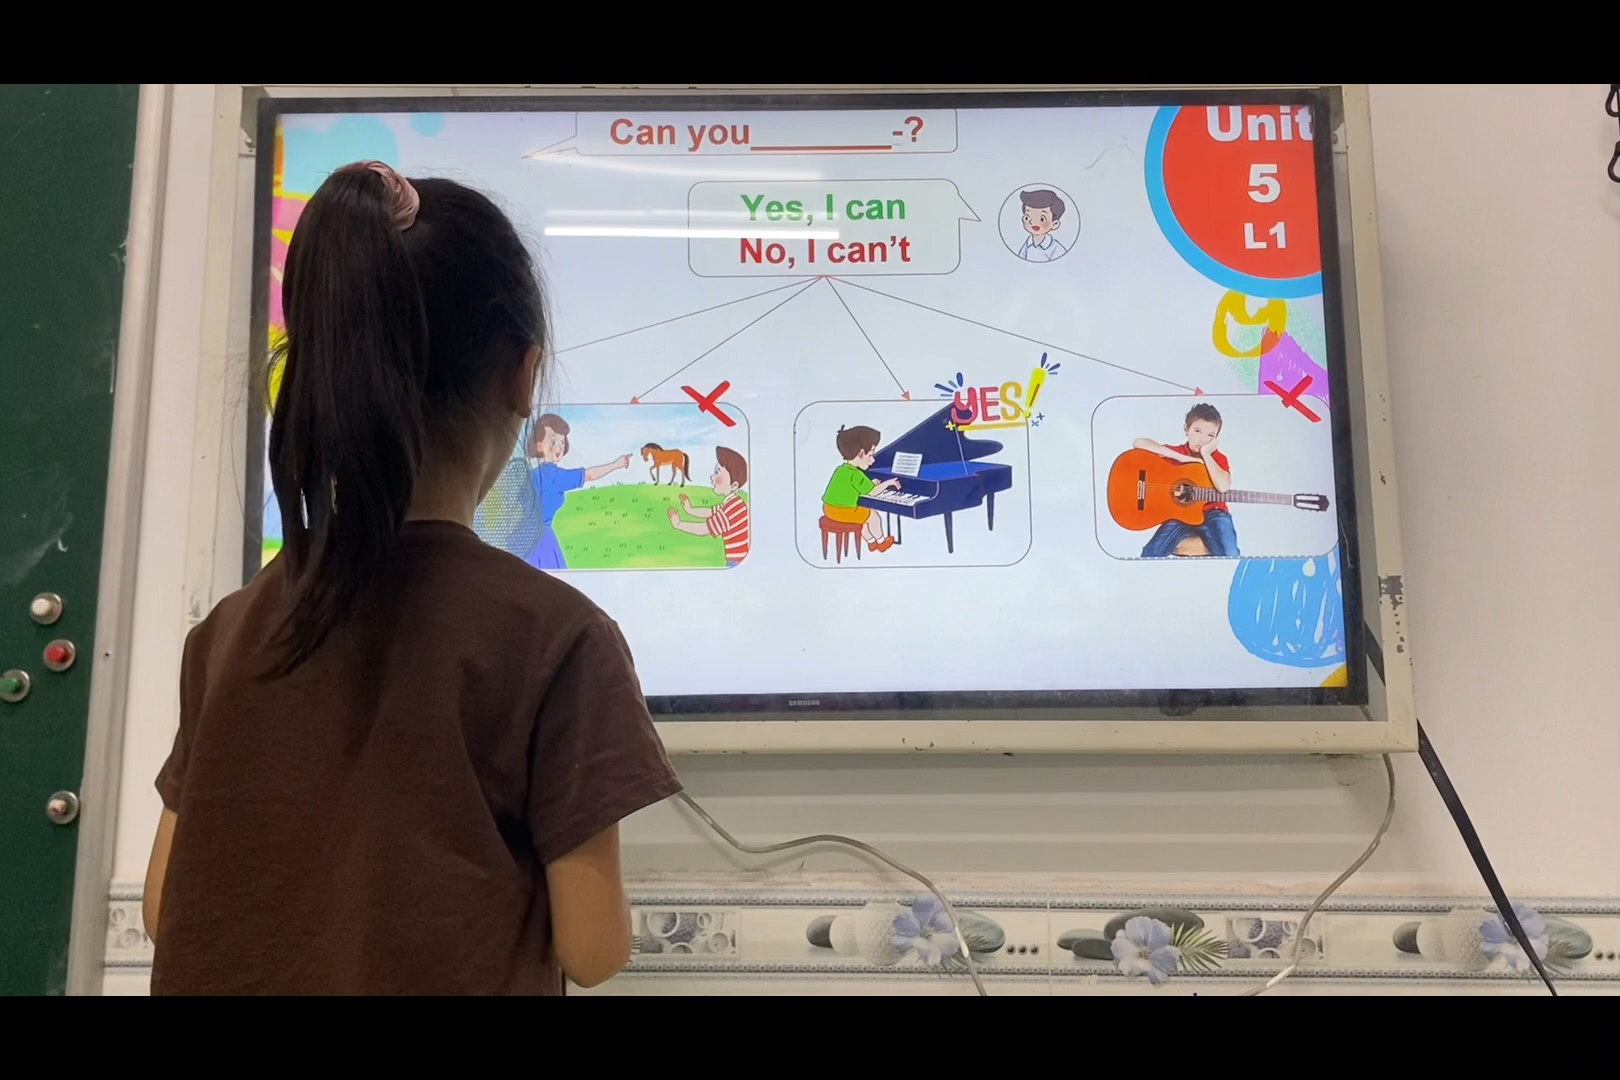 Can you________-?
Unit
5
L1
Yes, I can
No, I can't
YES!
SAMSUNG